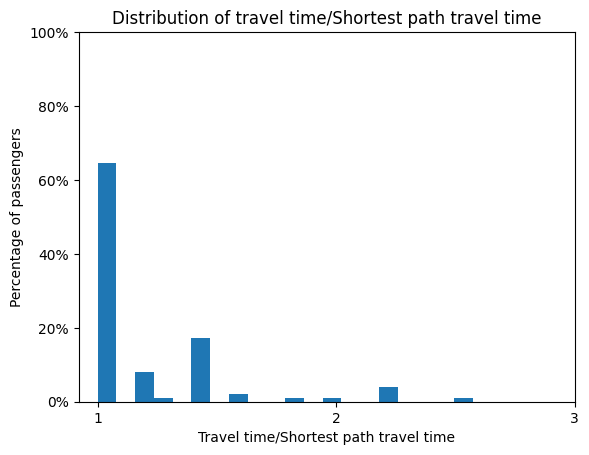 Distribution of travel time/Shortest path travel time
100%
80%
60%
40%
20%
0%
Percentage of passengers
1 2 3
Travel time/Shortest path travel time